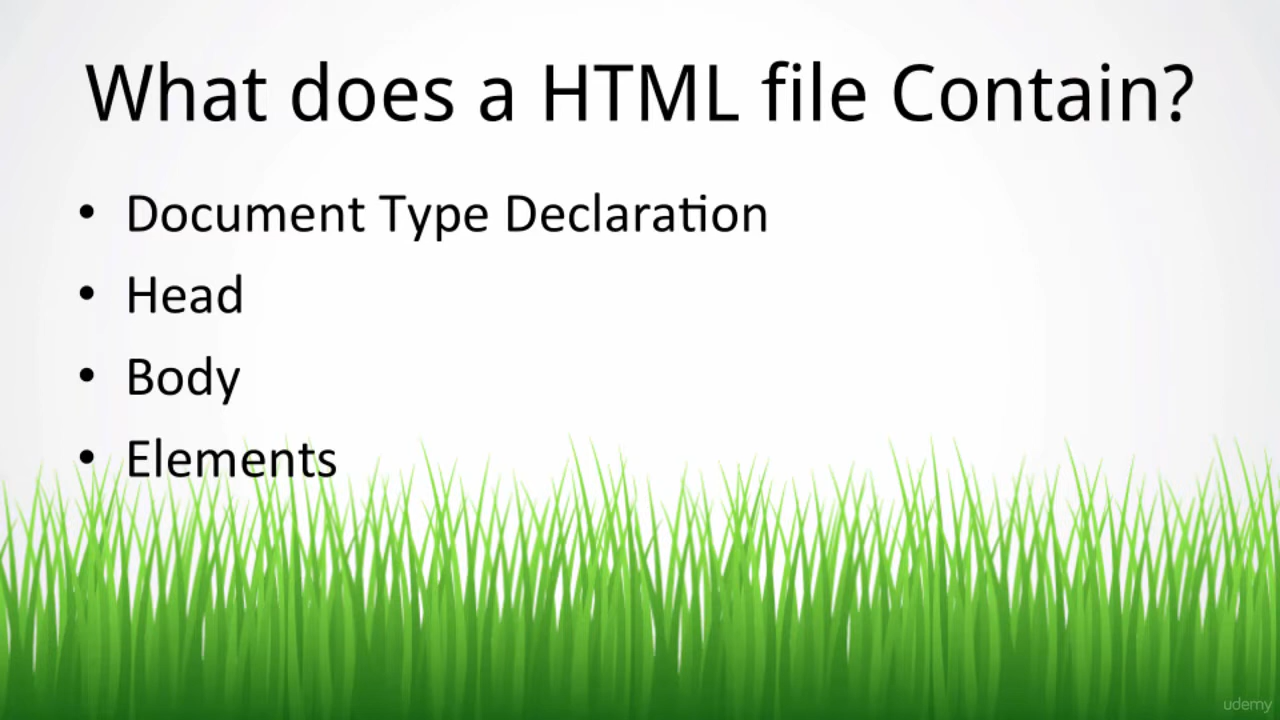 What does a HTML file Contain?
• Document Type Declaration
• Head
• Body
• Elements
udemy